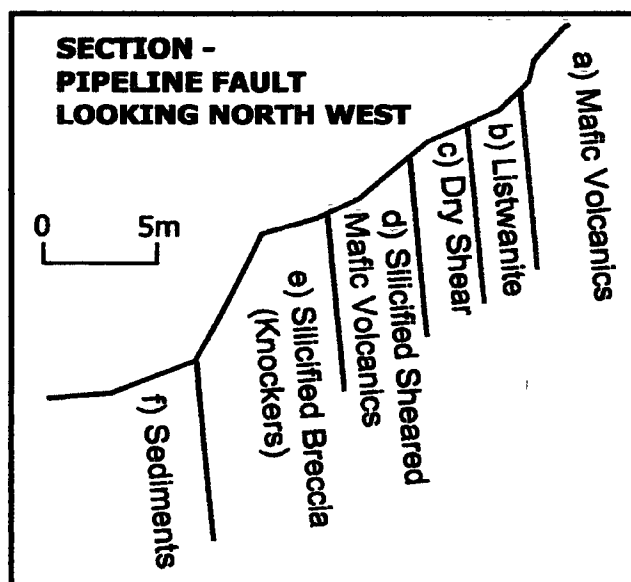 SECTION -
PIPELINE FAULT
LOOKING NORTH WEST
0 5m
a) Mafic Volcanics
b) Listwanite
c) Dry Shear
d) Silicified Sheared
Mafic Volcanics
e) Silicified Breccia
(Knockers)
f) Sediments